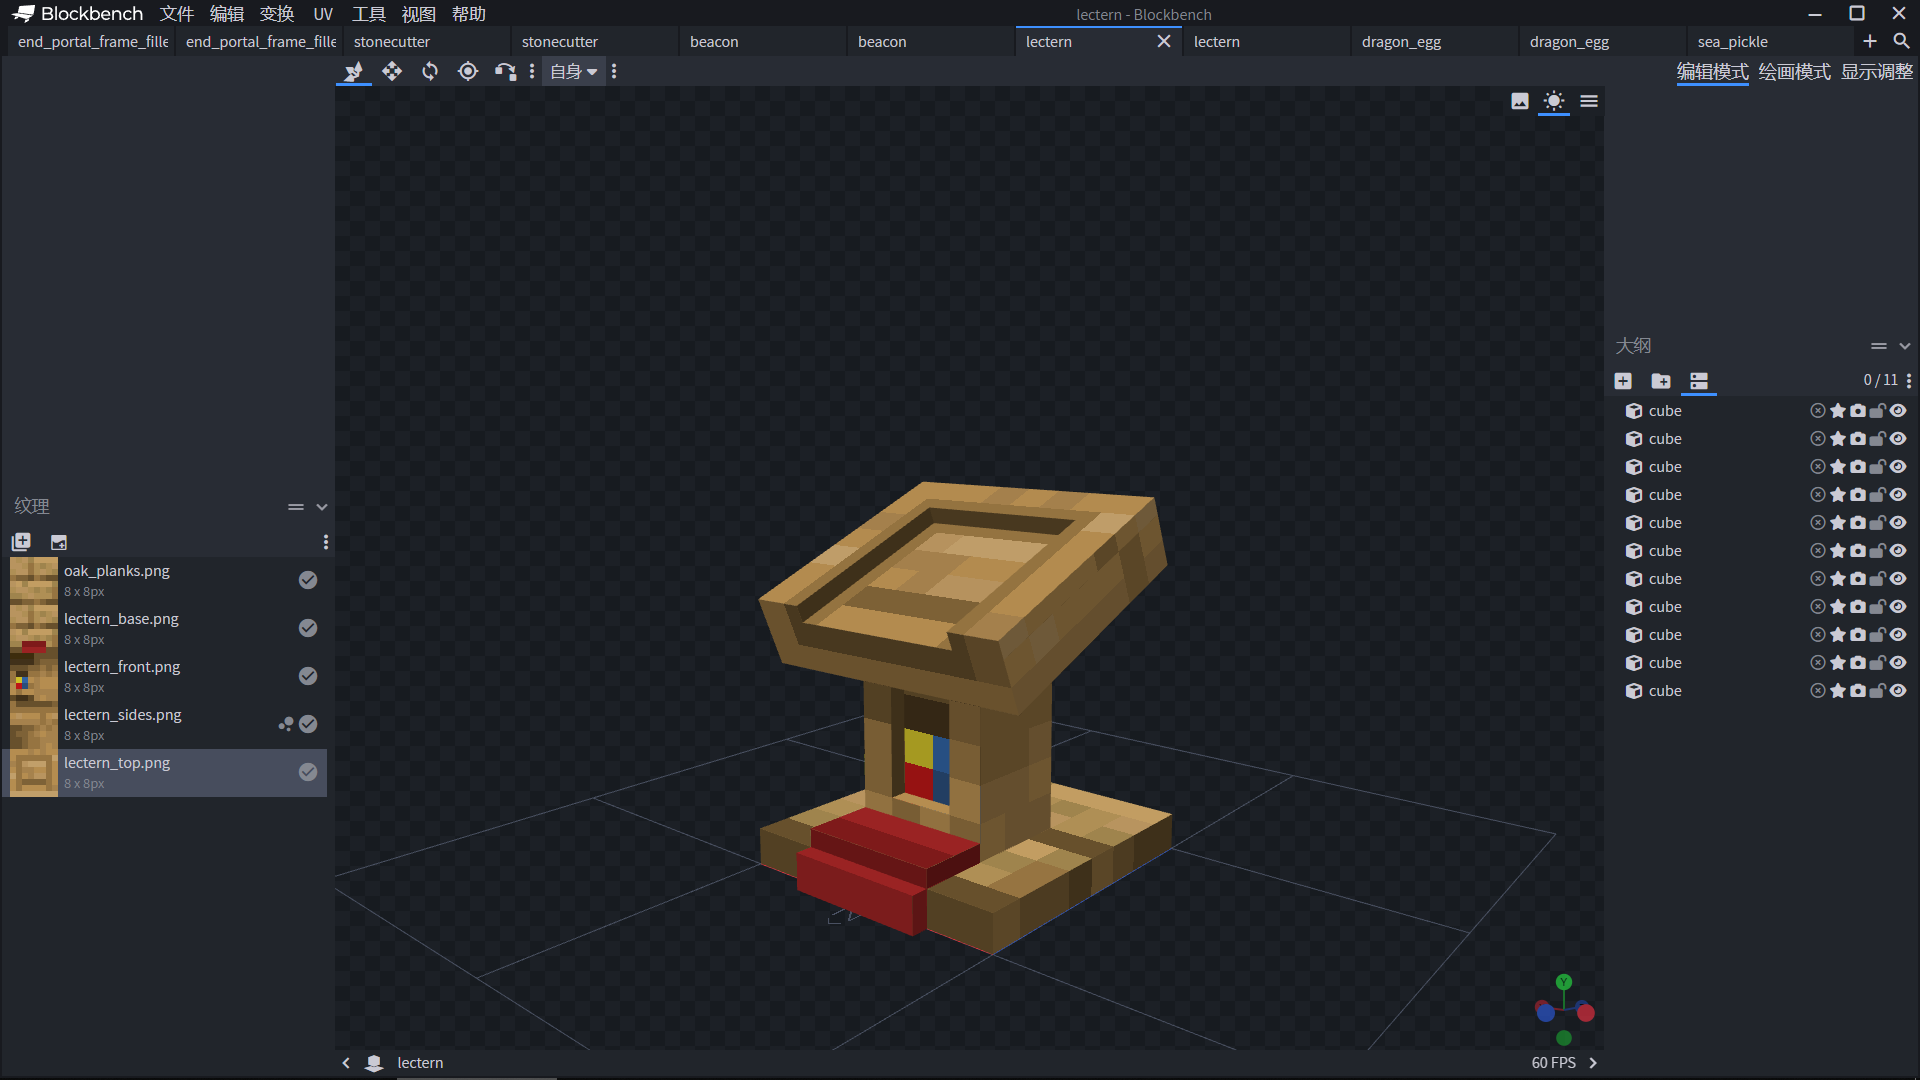 Blockbench 文件 编辑 变换 UV 工具 视图 帮助
lectern - Blockbench
end_portal_frame_fille end_portal_frame_fille stonecutter stonecutter beacon beacon lectern lectern dragon_egg dragon_egg sea_pickle
自身
编辑模式 绘画模式 显示调整
纹理
oak_planks.png
8 x 8px
lectern_base.png
8 x 8px
lectern_front.png
8 x 8px
lectern_sides.png
8 x 8px
lectern_top.png
8 x 8px
大纲
0 / 11
cube
cube
cube
cube
cube
cube
cube
cube
cube
cube
cube
Y
lectern
60 FPS